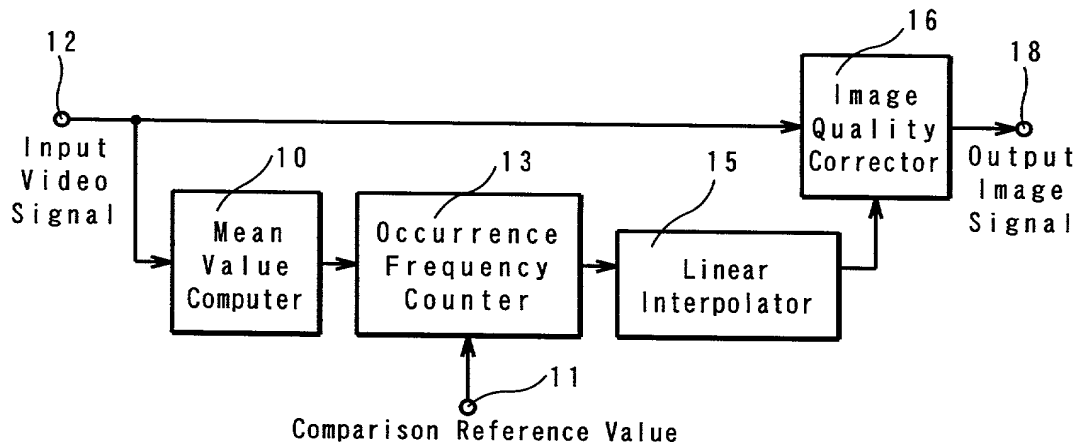 12
Input
Video
Signal
10
Mean
Value
Computer
13
Occurrence
Frequency
Counter
11
Comparison Reference Value
15
Linear
Interpolator
16
Image
Quality
Corrector
18
Output
Image
Signal